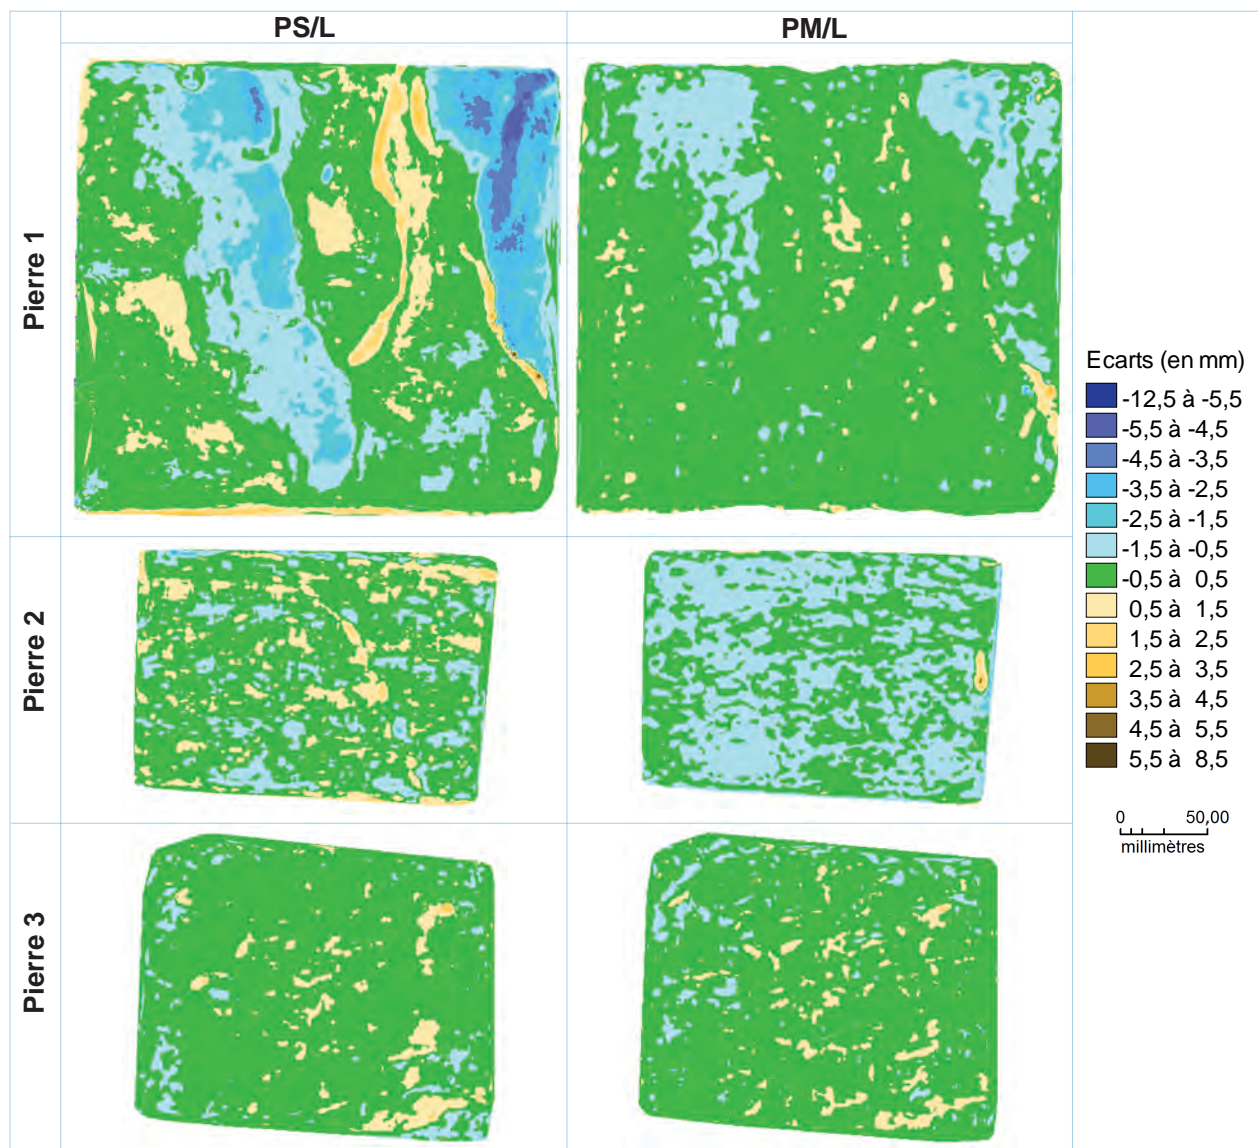 PS/L
PM/L
Pierre 1
Pierre 2
Pierre 3
Ecarts (en mm)
-12,5 à -5,5
-5,5 à -4,5
-4,5 à -3,5
-3,5 à -2,5
-2,5 à -1,5
-1,5 à -0,5
-0,5 à 0,5
0,5 à 1,5
1,5 à 2,5
2,5 à 3,5
3,5 à 4,5
4,5 à 5,5
5,5 à 8,5
0 50,00
millimètres